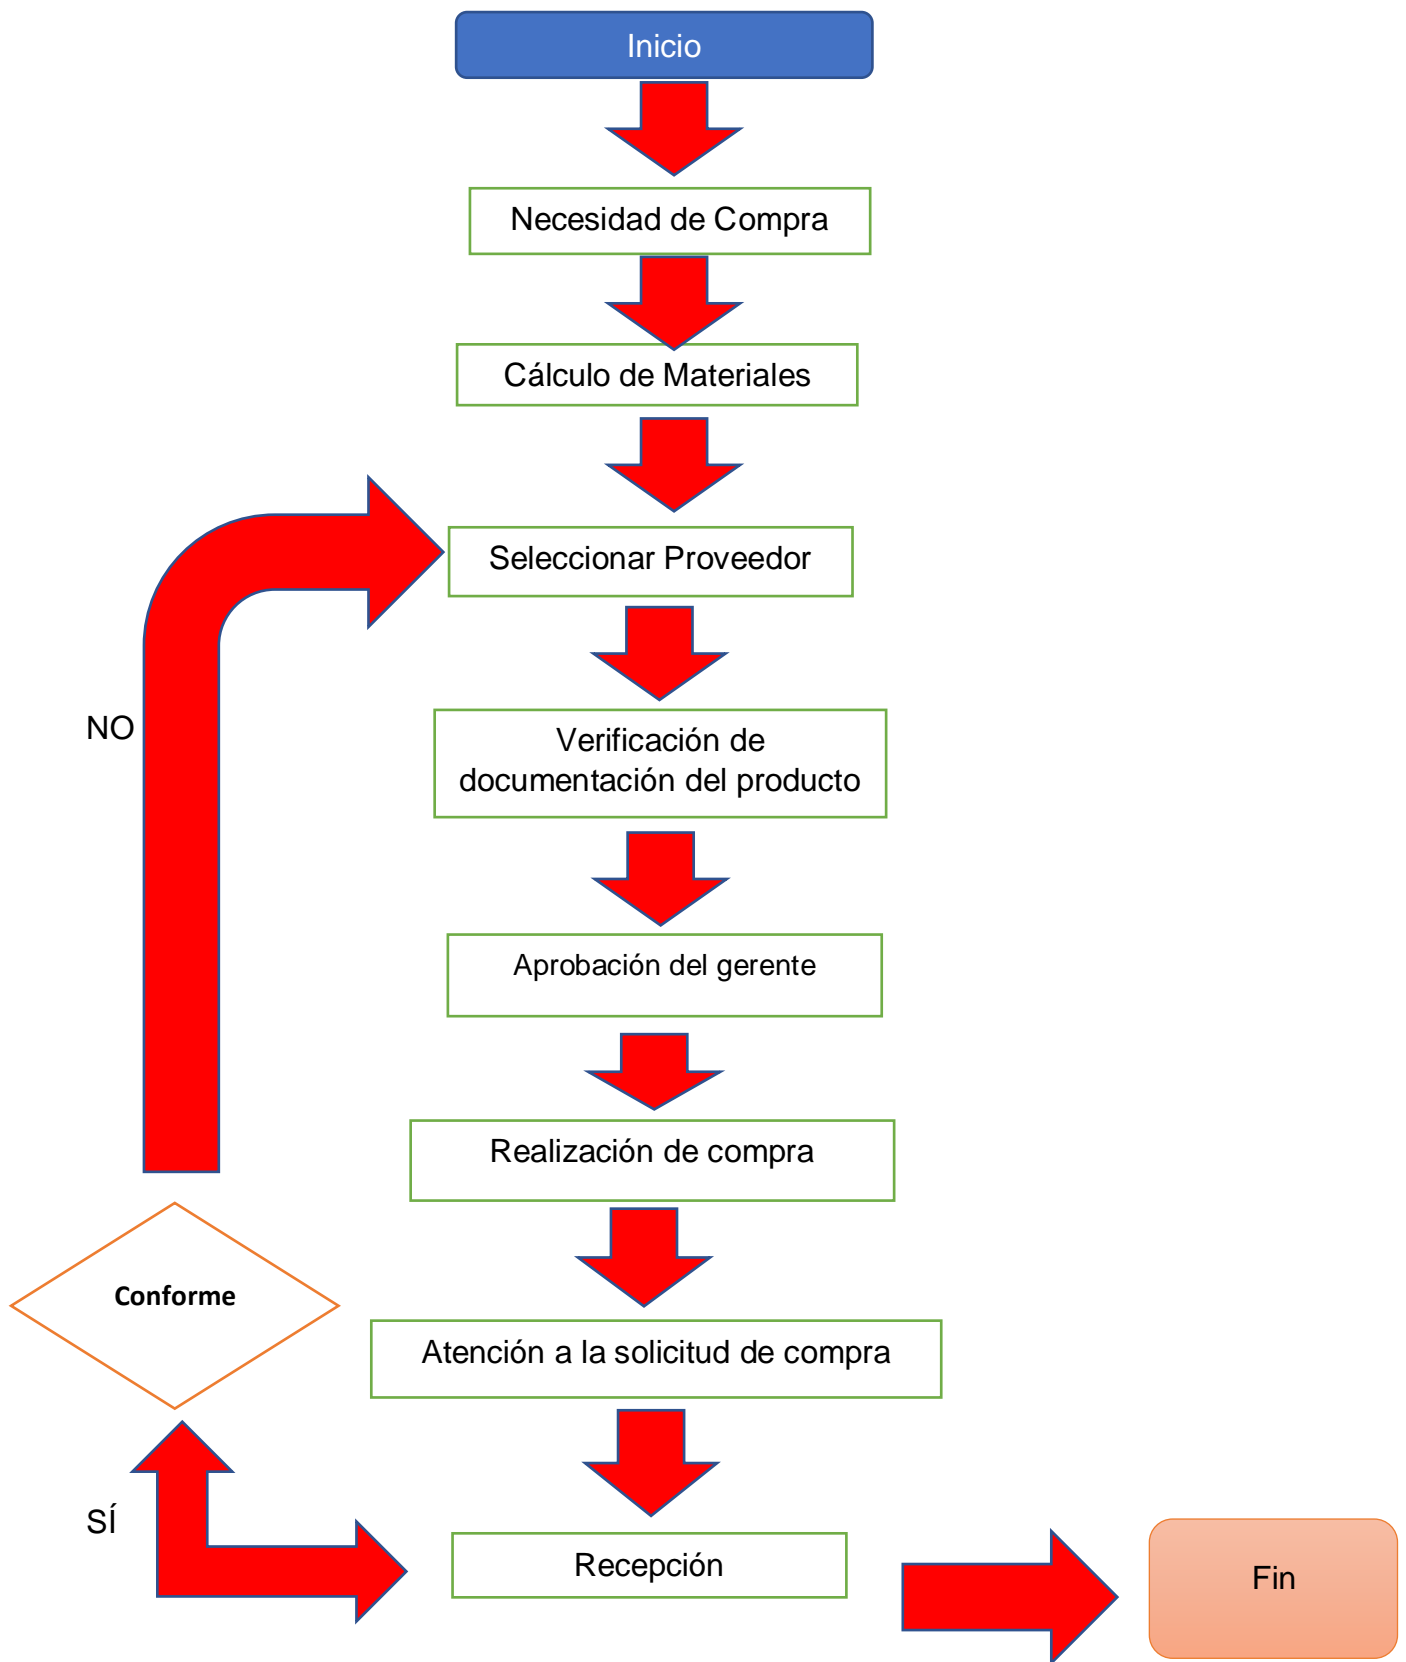 Inicio
Necesidad de Compra
Cálculo de Materiales
Seleccionar Proveedor
NO
Verificación de
documentación del producto
Aprobación del gerente
Realización de compra
Conforme
Atención a la solicitud de compra
SÍ
Recepción
Fin